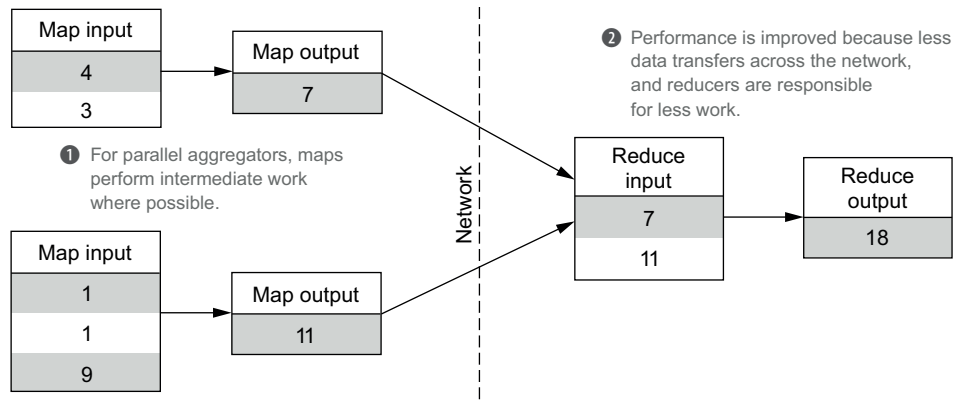 Map input
4
3
Map output
7
❶ For parallel aggregators, maps
perform intermediate work
where possible.
Map input
1
1
9
Map output
11
Network
❷ Performance is improved because less
data transfers across the network,
and reducers are responsible
for less work.
Reduce
input
7
11
Reduce
output
18